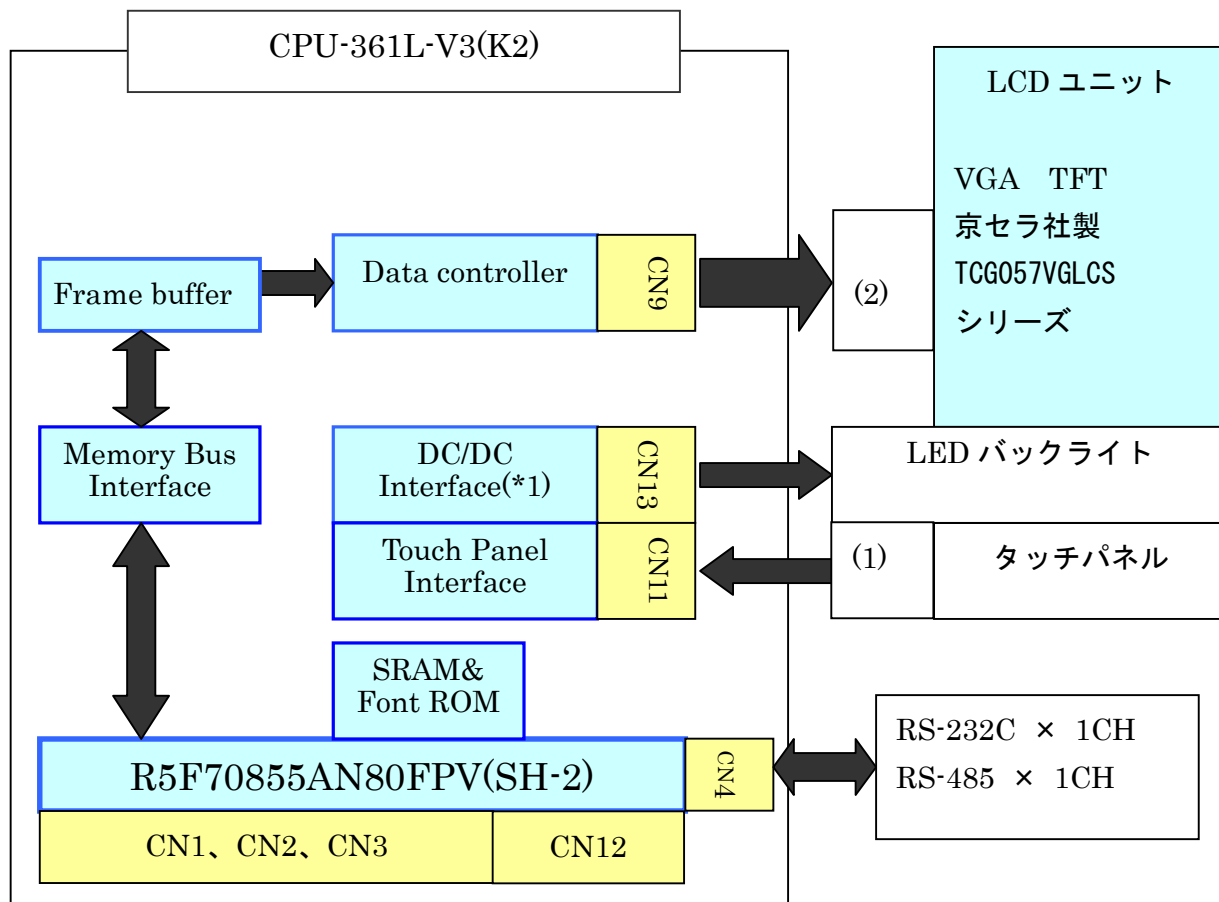 CPU-361L-V3(K2)
LCD ユニット
VGA　TFT
京セラ社製
TCG057VGLCS
シリーズ
Frame buffer
Data controller
CN9
(2)
Memory Bus
Interface
DC/DC
Interface(*1)
CN13
LED バックライト
Touch Panel
Interface
CN11
(1)
タッチパネル
SRAM&
Font ROM
R5F70855AN80FPV(SH-2)
CN4
RS-232C × 1CH
RS-485 × 1CH
CN1、CN2、CN3
CN12